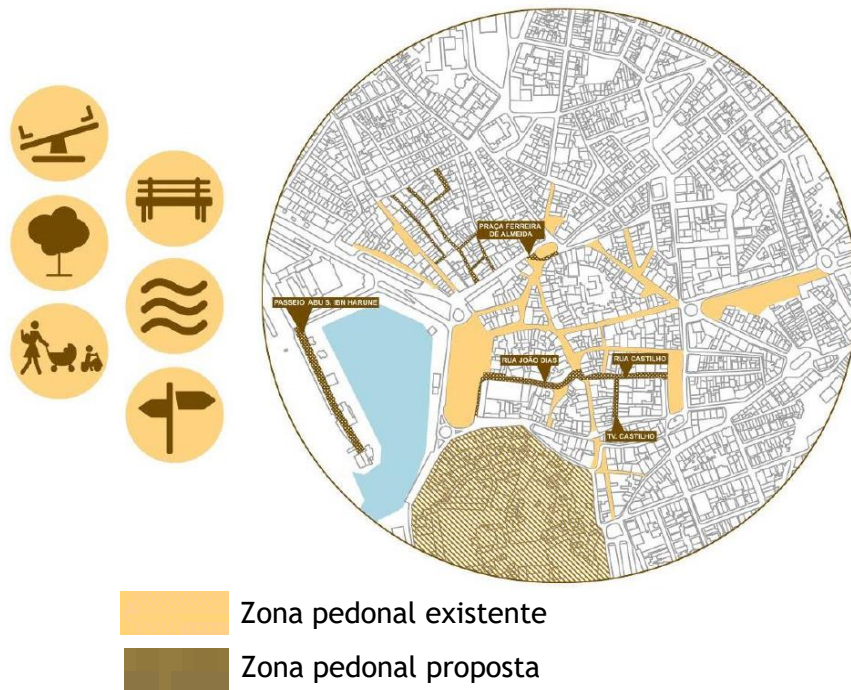 PRAÇA FERREIRA
DE ALMEIDA
PASSEIO ABU S. IBN HARUNE
RUA JOÃO DIAS
RUA CASTILHO
TV. CASTILHO
Zona pedonal existente
Zona pedonal proposta